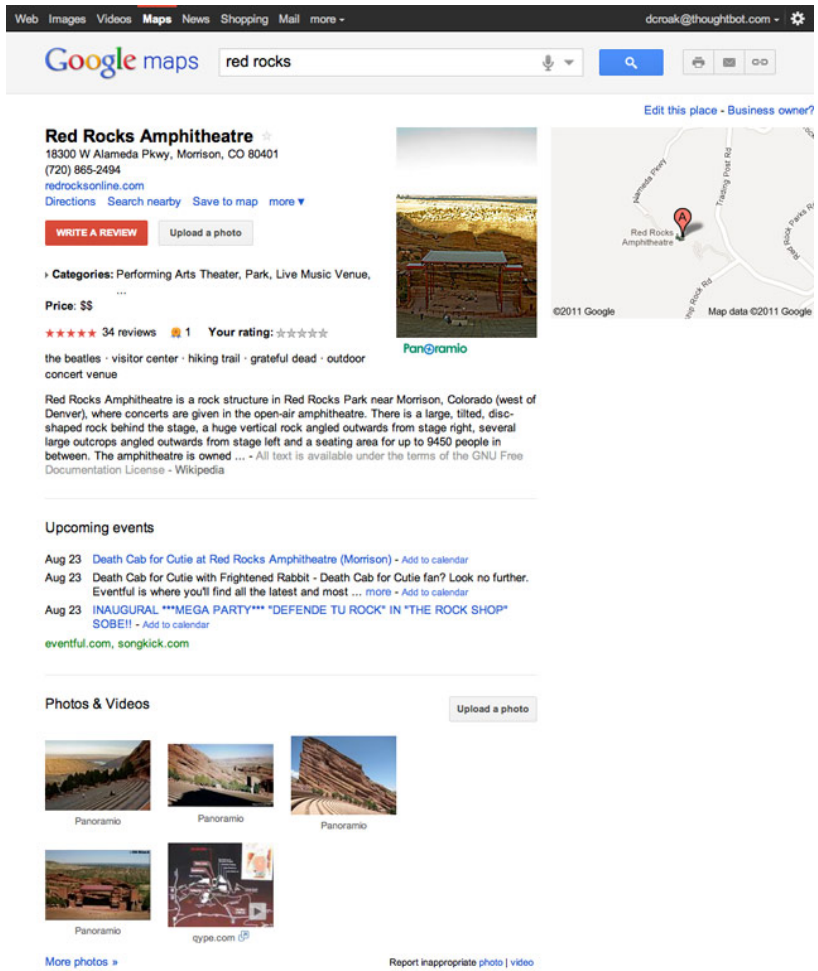 Web Images Videos Maps News Shopping Mail more
dcroak@thoughtbot.com
Google maps
red rocks
Edit this place - Business owner?
Red Rocks Amphitheatre
18300 W Alameda Pkwy, Morrison, CO 80401
(720) 865-2494
redrocksonline.com
Directions Search nearby Save to map more ▼
WRITE A REVIEW
Upload a photo
Categories: Performing Arts Theater, Park, Live Music Venue,
...
Price: $$
34 reviews 1 Your rating:
the beatles · visitor center · hiking trail · grateful dead · outdoor
concert venue
Panoramio
Alameda Pkwy
Trading Post Rd
A
Red Rocks
Amphitheatre
Red Rock Parks R
Ship Rock Rd
©2011 Google
Map data ©2011 Google
Red Rocks Amphitheatre is a rock structure in Red Rocks Park near Morrison, Colorado (west of
Denver), where concerts are given in the open-air amphitheatre. There is a large, tilted, disc-
shaped rock behind the stage, a huge vertical rock angled outwards from stage right, several
large outcrops angled outwards from stage left and a seating area for up to 9450 people in
between. The amphitheatre is owned ... - All text is available under the terms of the GNU Free
Documentation License - Wikipedia
Upcoming events
Aug 23 Death Cab for Cutie at Red Rocks Amphitheatre (Morrison) - Add to calendar
Aug 23 Death Cab for Cutie with Frightened Rabbit - Death Cab for Cutie fan? Look no further.
Eventful is where you'll find all the latest and most ... more - Add to calendar
Aug 23 INAUGURAL ***MEGA PARTY*** "DEFENDE TU ROCK" IN "THE ROCK SHOP"
SOBE!! - Add to calendar
eventful.com, songkick.com
Photos & Videos
Upload a photo
Panoramio
Panoramio
Panoramio
Panoramio
qype.com
More photos »
Report inappropriate photo | video